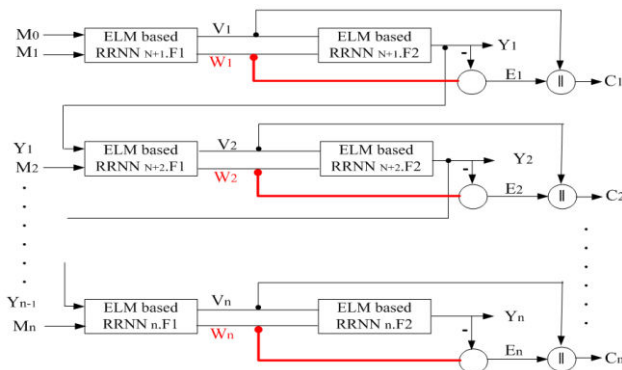 M0
M1
ELM based
RRNN N+1.F1
V1
W1
ELM based
RRNN N+1.F2
-
Y1
E1
||
C1
Y1
M2
ELM based
RRNN N+2.F1
V2
W2
ELM based
RRNN N+2.F2
-
Y2
E2
||
C2
Yn-1
Mn
ELM based
RRNN n.F1
Vn
Wn
ELM based
RRNN n.F2
-
Yn
En
||
Cn